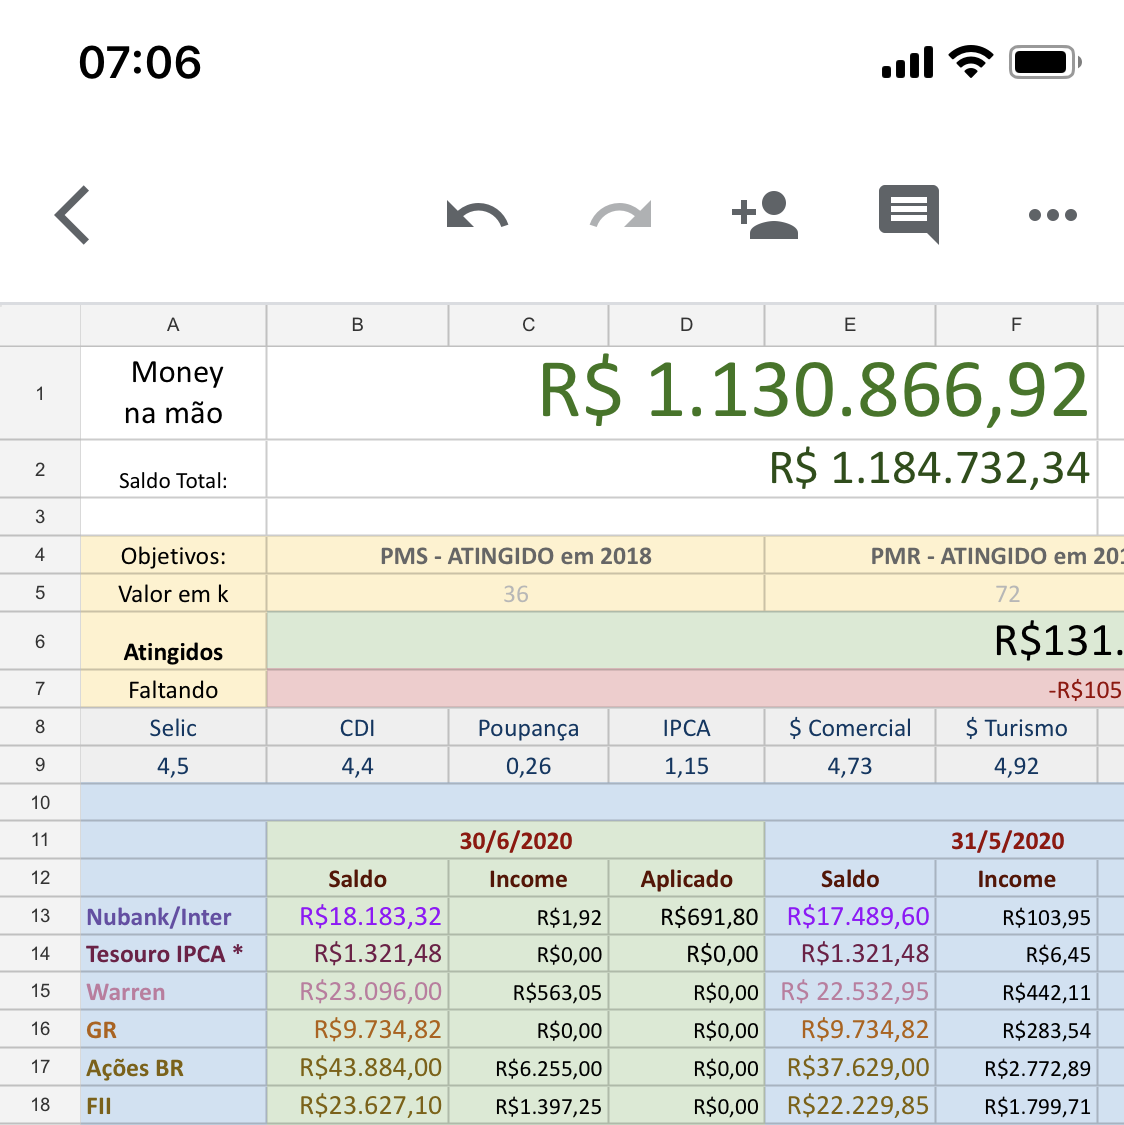 07:06
A B C D E F
1 Money na mão R$ 1.130.866,92
2 Saldo Total: R$ 1.184.732,34
3
4 Objetivos: PMS - ATINGIDO em 2018 PMR - ATINGIDO em 201
5 Valor em k 36 72
6 Atingidos R$131.
7 Faltando -R$105
8 Selic CDI Poupança IPCA $ Comercial $ Turismo
9 4,5 4,4 0,26 1,15 4,73 4,92
10
11 30/6/2020 31/5/2020
12 Saldo Income Aplicado Saldo Income
13 Nubank/Inter R$18.183,32 R$1,92 R$691,80 R$17.489,60 R$103,95
14 Tesouro IPCA * R$1.321,48 R$0,00 R$0,00 R$1.321,48 R$6,45
15 Warren R$23.096,00 R$563,05 R$0,00 R$ 22.532,95 R$442,11
16 GR R$9.734,82 R$0,00 R$0,00 R$9.734,82 R$283,54
17 Ações BR R$43.884,00 R$6.255,00 R$0,00 R$37.629,00 R$2.772,89
18 FII R$23.627,10 R$1.397,25 R$0,00 R$22.229,85 R$1.799,71